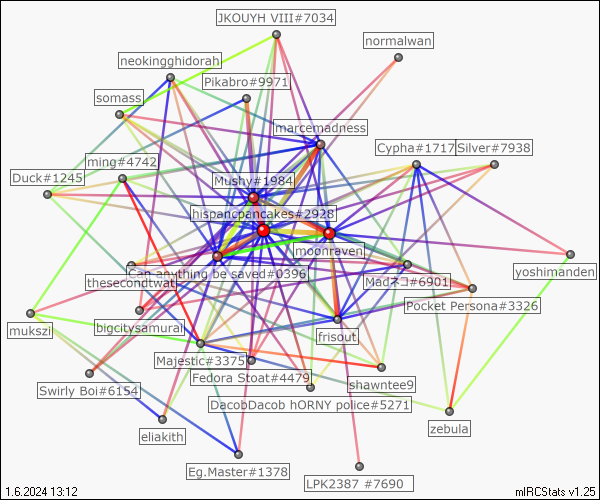 JKOUYH VIII#7034
normalwan
neokingghidorah
Pikabro#9971
somass
marcemadness
Cypha#1717
Silver#7938
ming#4742
Duck#1245
Mushy#1984
hispancpancakes#2928
moonraven
yoshimanden
Can anything be saved#0396
thesecondtwat
Madネコ#6901
Pocket Persona#3326
mukszi
bigcitysamurai
frisout
Majestic#3375
Fedora Stoat#4479
shawntee9
Swirly Boi#6154
DacobDacob hORNY police#5271
zebula
eliakith
Eg.Master#1378
LPK2387 #7690
1.6.2024 13:12
mIRCStats v1.25